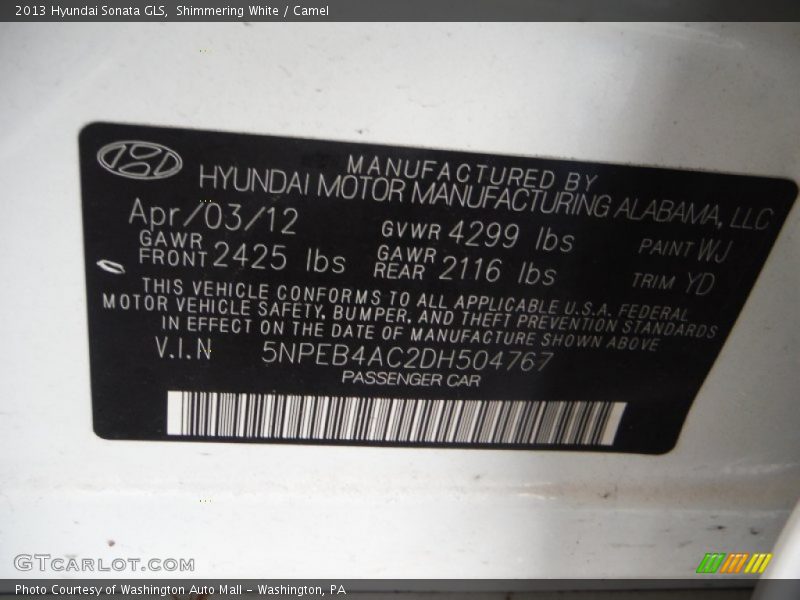 2013 Hyundai Sonata GLS, Shimmering White / Camel
MANUFACTURED BY
HYUNDAI MOTOR MANUFACTURING ALABAMA, LLC
Apr/03/12 GVWR 4299 lbs PAINT WJ
GAWR FRONT 2425 lbs GAWR REAR 2116 lbs TRIM YD
THIS VEHICLE CONFORMS TO ALL APPLICABLE U.S.A. FEDERAL
MOTOR VEHICLE SAFETY, BUMPER, AND THEFT PREVENTION STANDARDS
IN EFFECT ON THE DATE OF MANUFACTURE SHOWN ABOVE
V.I.N 5NPEB4AC2DH504767
PASSENGER CAR
GTCARLOT.COM
Photo Courtesy of Washington Auto Mall - Washington, PA